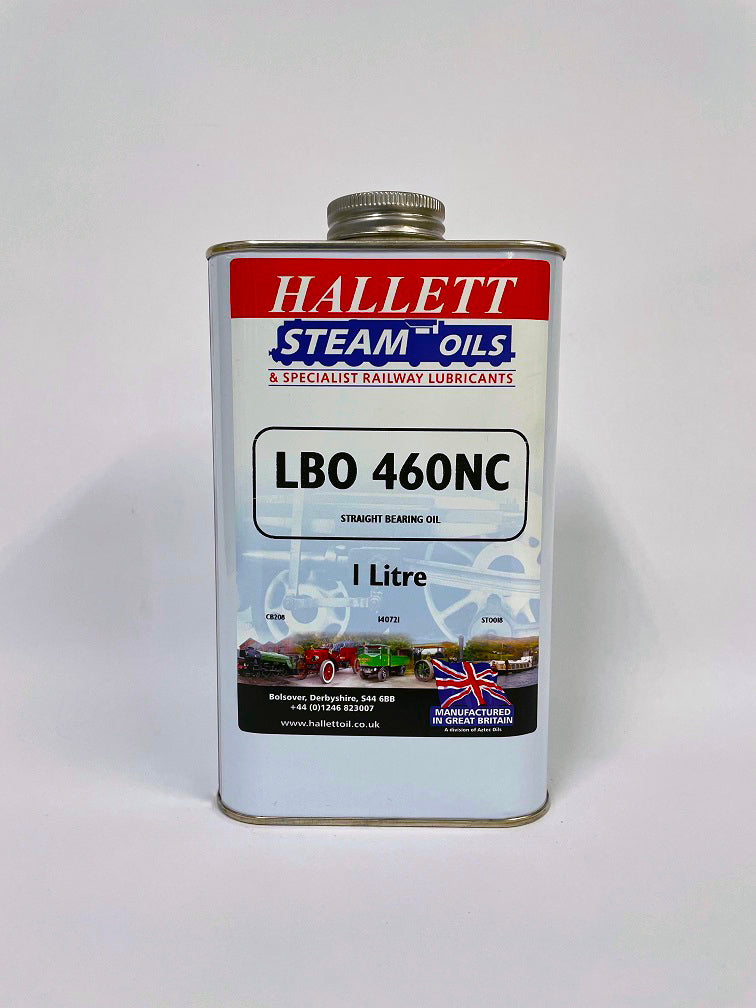 HALLETT
STEAM OILS
& SPECIALIST RAILWAY LUBRICANTS
LBO 460NC
STRAIGHT BEARING OIL
1 Litre
CB208 140721 ST0018
Bolsover, Derbyshire, S44 6BB
+44 (0)1246 823007
www.hallettoil.co.uk
MANUFACTURED
IN GREAT BRITAIN
A division of Aztec Oils